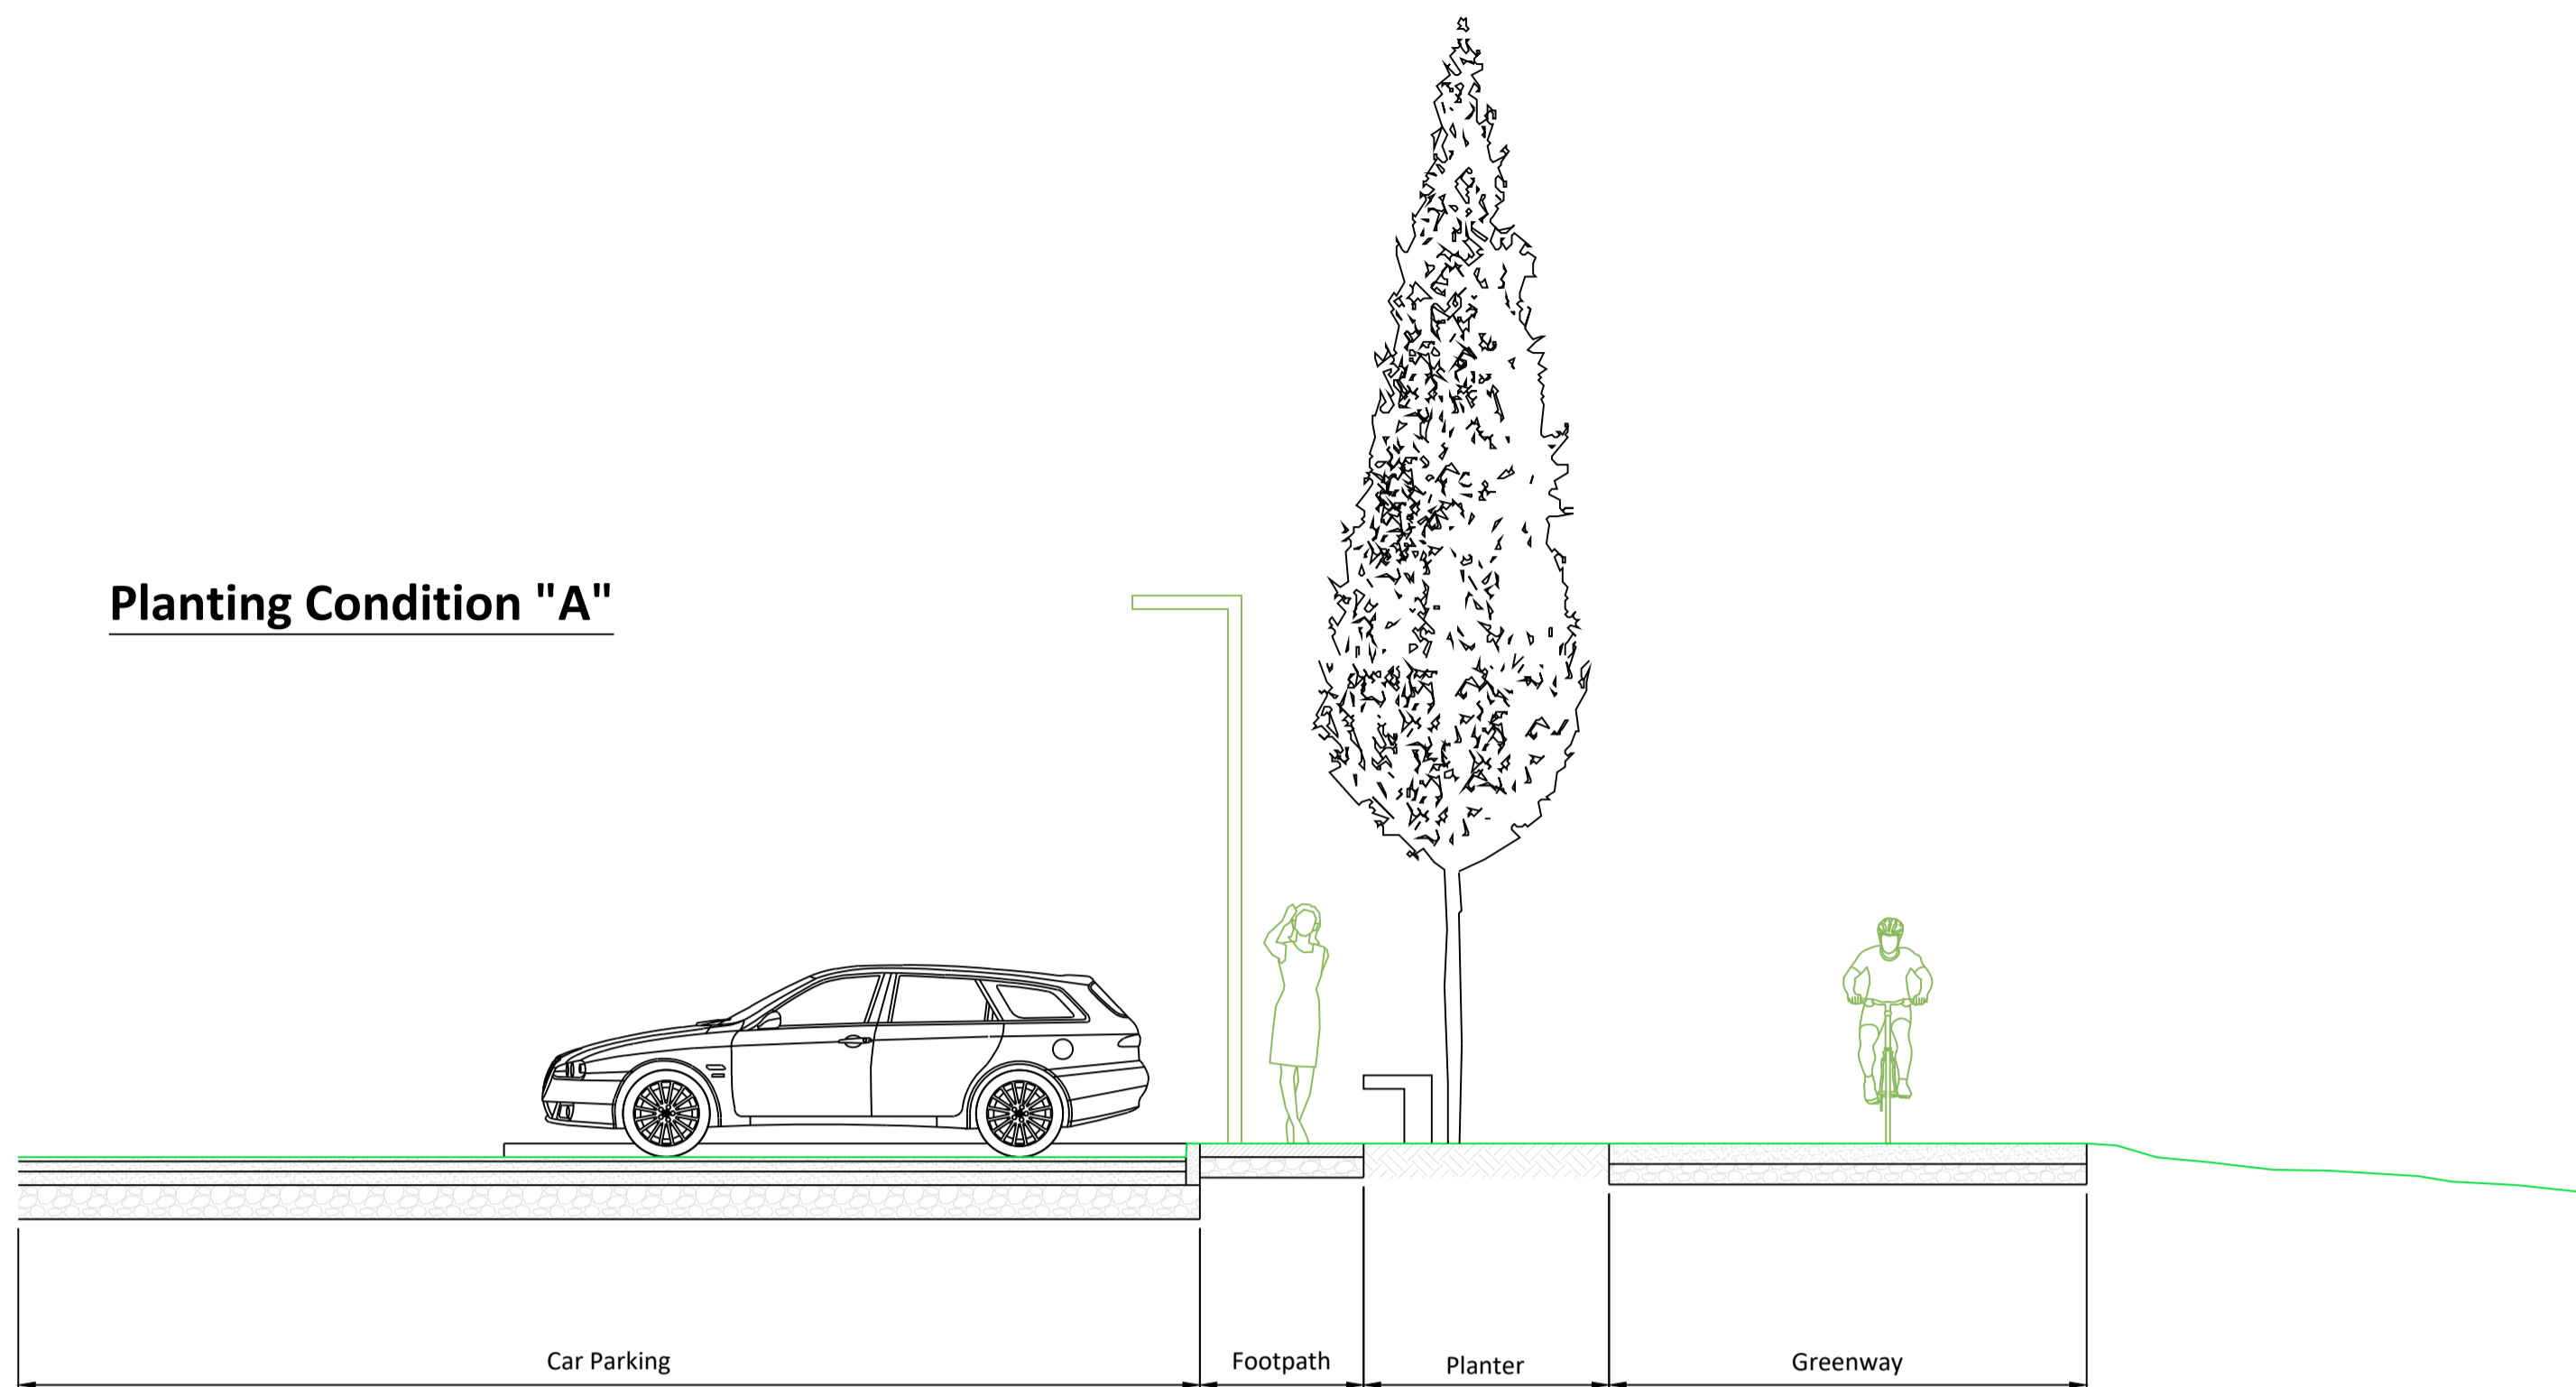 Planting Condition "A"
Car Parking
Footpath
Planter
Greenway